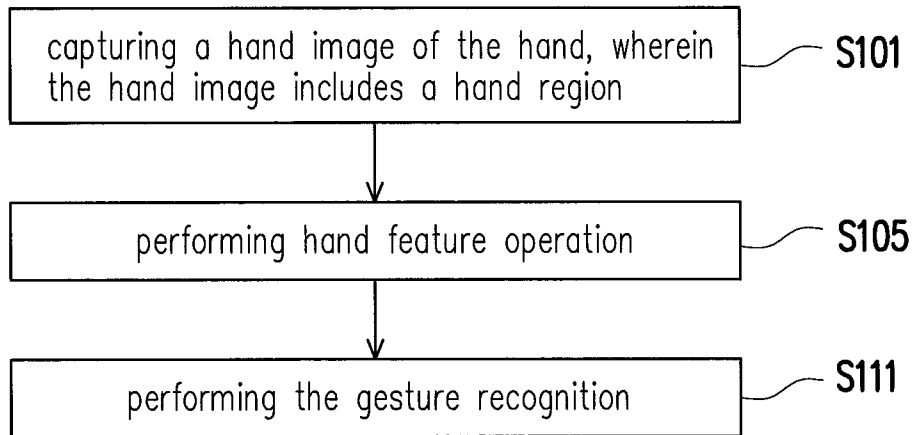 capturing a hand image of the hand, wherein
the hand image includes a hand region
S101
performing hand feature operation
S105
performing the gesture recognition
S111